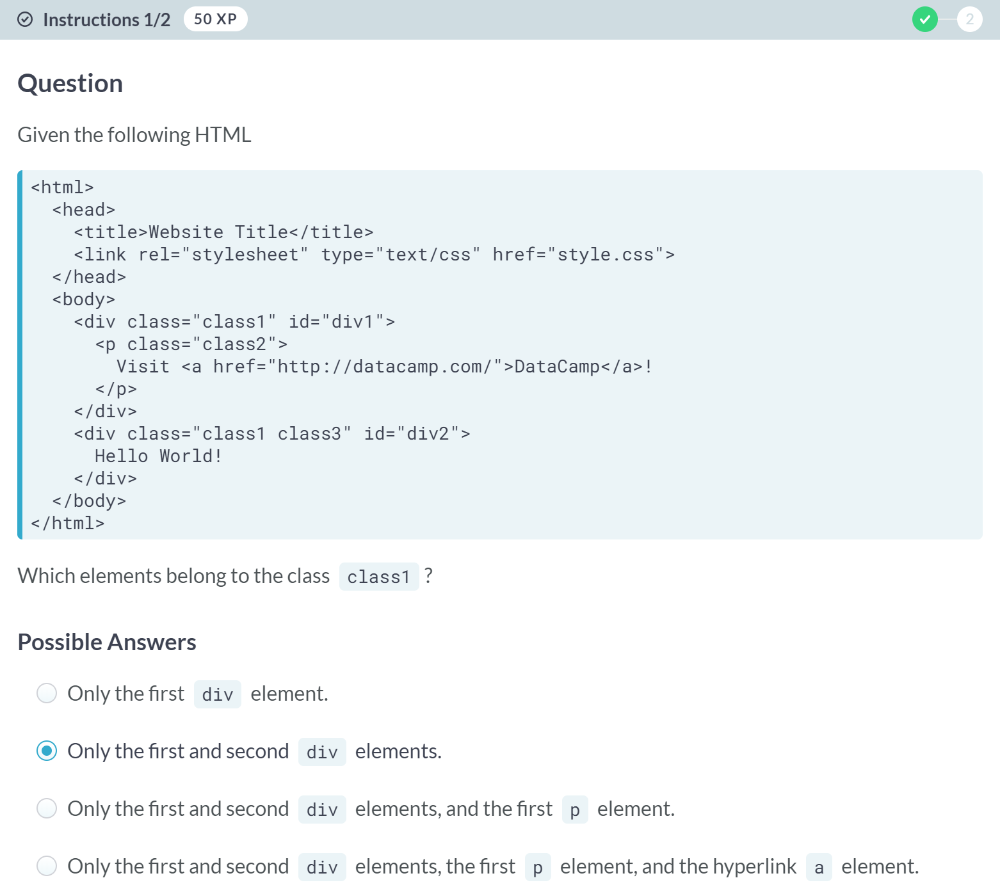 Instructions 1/2 50 XP 2
Question
Given the following HTML
<html>
  <head>
    <title>Website Title</title>
    <link rel="stylesheet" type="text/css" href="style.css">
  </head>
  <body>
    <div class="class1" id="div1">
      <p class="class2">
        Visit <a href="http://datacamp.com/">DataCamp</a>!
      </p>
    </div>
    <div class="class1 class3" id="div2">
      Hello World!
    </div>
  </body>
</html>
Which elements belong to the class class1 ?
Possible Answers
Only the first div element.
Only the first and second div elements.
Only the first and second div elements, and the first p element.
Only the first and second div elements, the first p element, and the hyperlink a element.